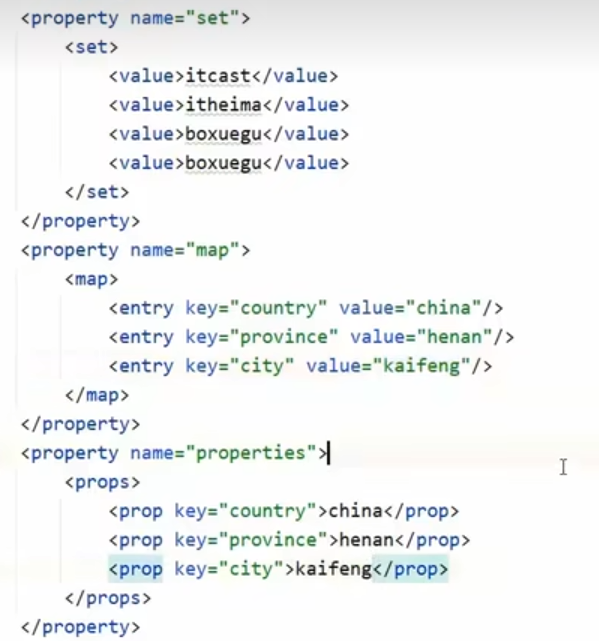 <property name="set">
<set>
<value>itcast</value>
<value>itheima</value>
<value>boxuegu</value>
<value>boxuegu</value>
</set>
</property>
<property name="map">
<map>
<entry key="country" value="china"/>
<entry key="province" value="henan"/>
<entry key="city" value="kaifeng"/>
</map>
</property>
<property name="properties">
<props>
<prop key="country">china</prop>
<prop key="province">henan</prop>
<prop key="city">kaifeng</prop>
</props>
</property>